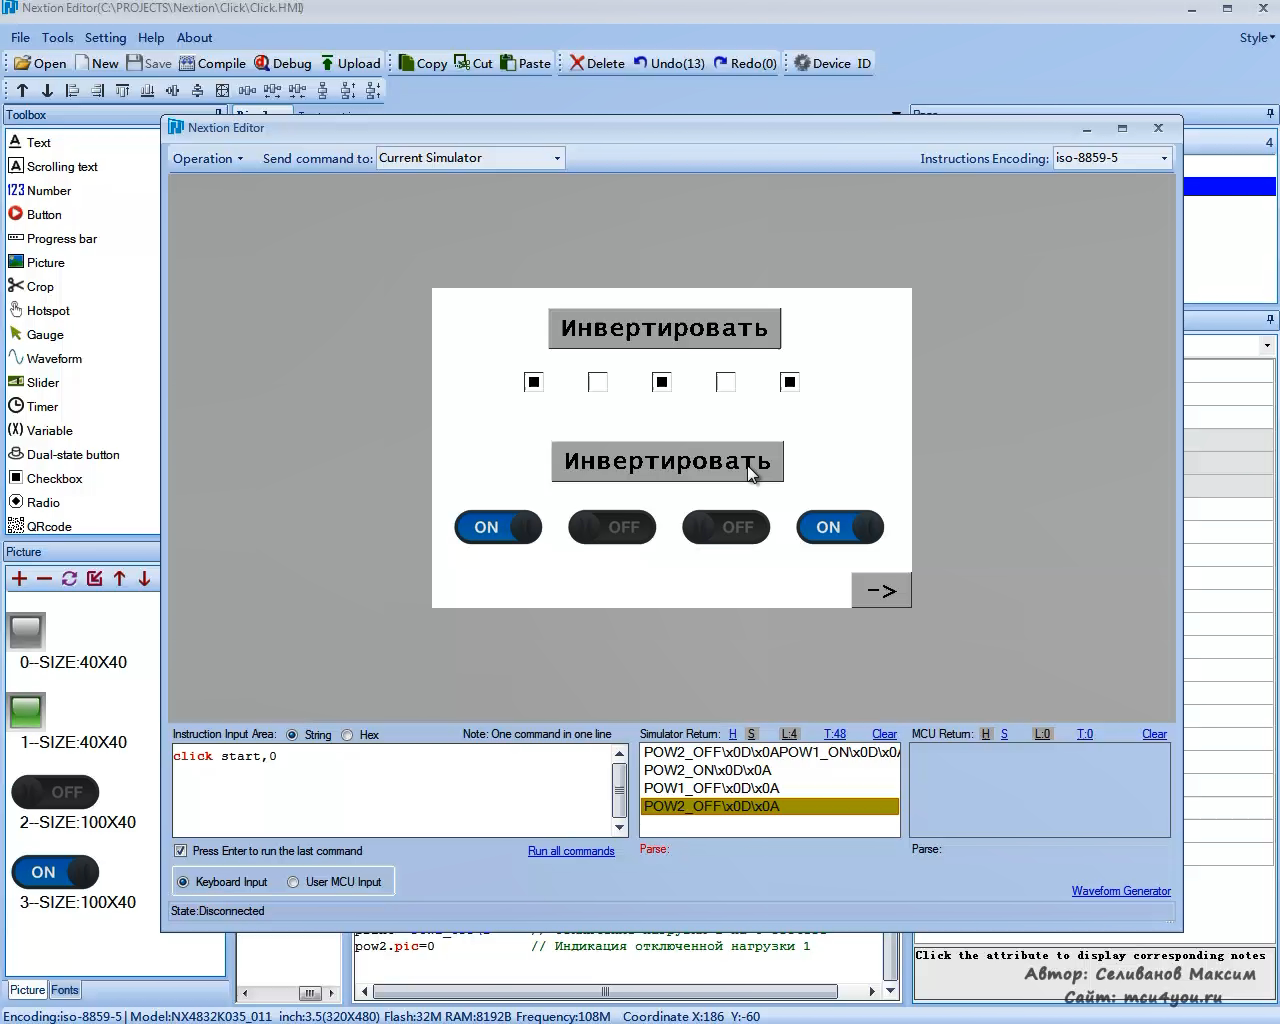 Nextion Editor(C:\PROJECTS\Nextion\Click\Click.HMI)
File Tools Setting Help About Style
Open New Save Compile Debug Upload Copy Cut Paste Delete Undo(13) Redo(0) Device ID
Toolbox
Text
Scrolling text
Number
Button
Progress bar
Picture
Crop
Hotspot
Gauge
Waveform
Slider
Timer
Variable
Dual-state button
Checkbox
Radio
QRcode
Picture
0--SIZE:40X40
1--SIZE:40X40
OFF
2--SIZE:100X40
ON
3--SIZE:100X40
Picture Fonts
4
Nextion Editor
Operation Send command to: Current Simulator Instructions Encoding: iso-8859-5
Инвертировать
Инвертировать
ON OFF OFF ON
->
Instruction Input Area: String Hex Note: One command in one line
click start,0
Press Enter to run the last command Run all commands
Keyboard Input User MCU Input
State:Disconnected
Simulator Return: H S L:4 T:48 Clear
POW2_OFF\x0D\x0APOW1_ON\x0D\x0A
POW2_ON\x0D\x0A
POW1_OFF\x0D\x0A
POW2_OFF\x0D\x0A
Parse:
MCU Return: H S L:0 T:0 Clear
Parse:
Waveform Generator
pow2.pic=0 // Индикация отключенной нагрузки 1
Click the attribute to display corresponding notes
Автор: Селиванов Максим
Сайт: mcu4you.ru
Encoding:iso-8859-5 Model:NX4832K035_011 inch:3.5(320X480) Flash:32M RAM:8192B Frequency:108M Coordinate X:186 Y:-60